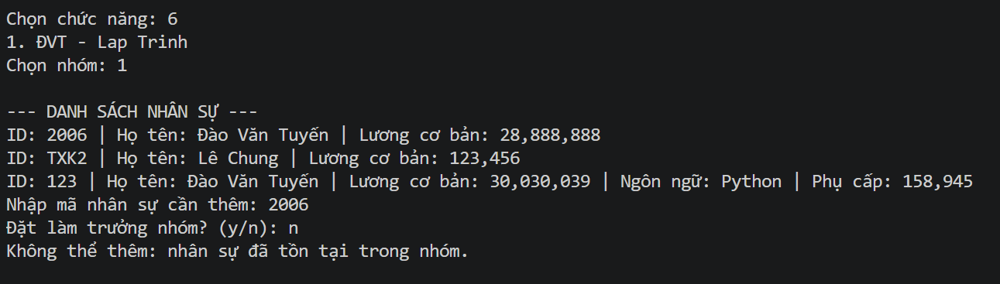 Chọn chức năng: 6
1. ĐVT - Lap Trinh
Chọn nhóm: 1
--- DANH SÁCH NHÂN SỰ ---
ID: 2006 | Họ tên: Đào Văn Tuyến | Lương cơ bản: 28,888,888
ID: TXK2 | Họ tên: Lê Chung | Lương cơ bản: 123,456
ID: 123 | Họ tên: Đào Văn Tuyến | Lương cơ bản: 30,030,039 | Ngôn ngữ: Python | Phụ cấp: 158,945
Nhập mã nhân sự cần thêm: 2006
Đặt làm trưởng nhóm? (y/n): n
Không thể thêm: nhân sự đã tồn tại trong nhóm.